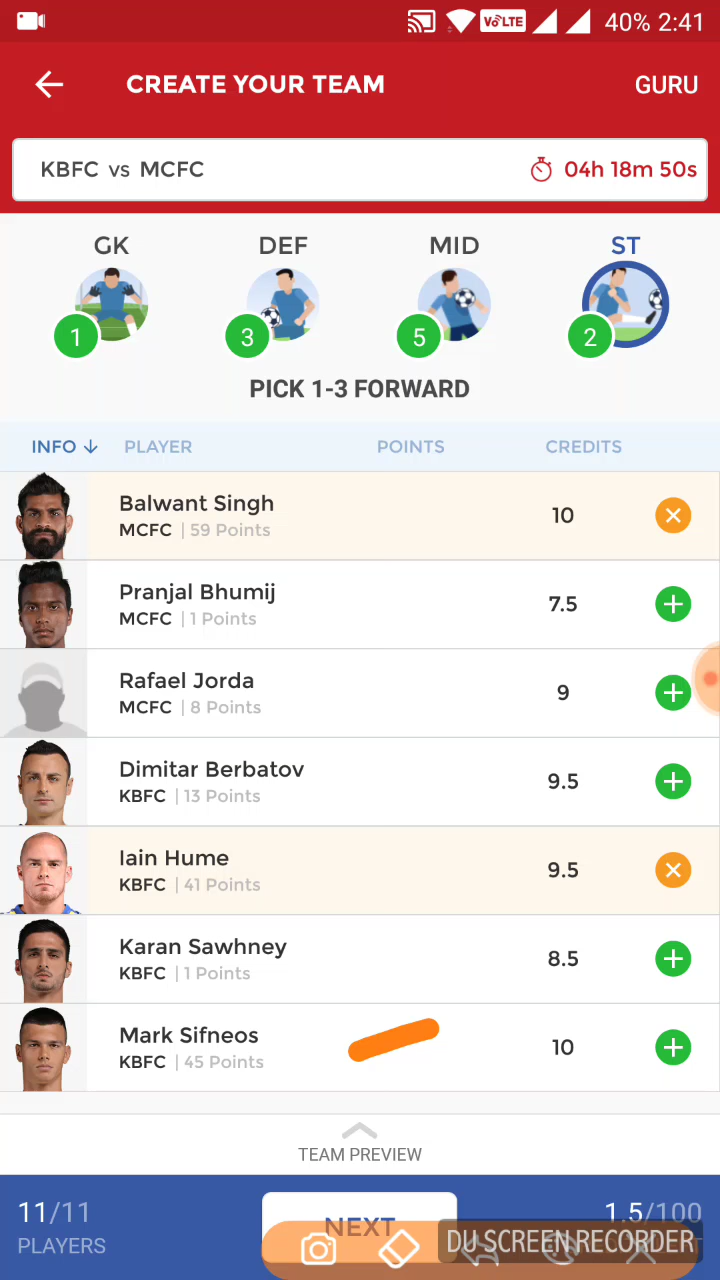 VoLTE 40% 2:41
CREATE YOUR TEAM GURU
KBFC vs MCFC 04h 18m 50s
GK DEF MID ST
1 3 5 2
PICK 1-3 FORWARD
INFO PLAYER POINTS CREDITS
Balwant Singh 10
MCFC | 59 Points
Pranjal Bhumij 7.5
MCFC | 1 Points
Rafael Jorda 9
MCFC | 8 Points
Dimitar Berbatov 9.5
KBFC | 13 Points
Iain Hume 9.5
KBFC | 41 Points
Karan Sawhney 8.5
KBFC | 1 Points
Mark Sifneos 10
KBFC | 45 Points
TEAM PREVIEW
11/11 NEXT 1.5/100
PLAYERS DU SCREEN RECORDER